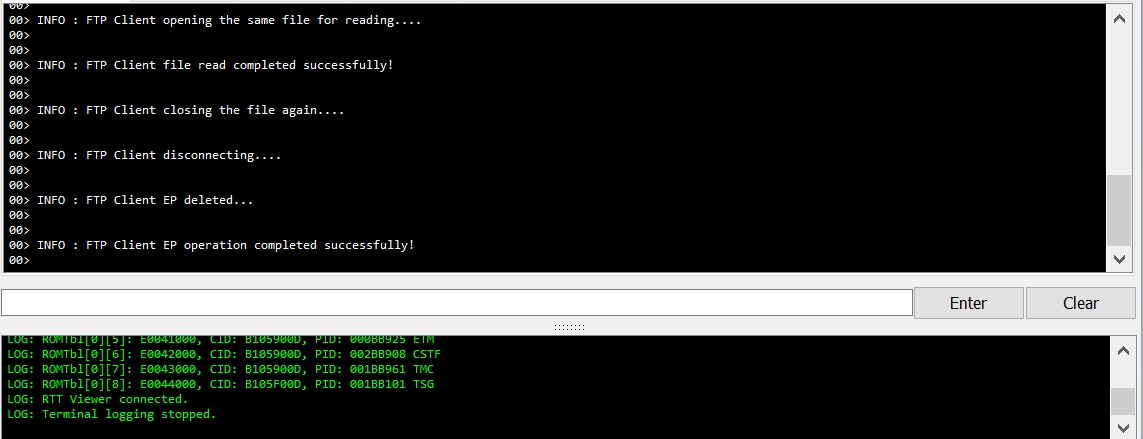 00>
00> INFO : FTP Client opening the same file for reading....
00>
00>
00> INFO : FTP Client file read completed successfully!
00>
00>
00> INFO : FTP Client closing the file again....
00>
00>
00> INFO : FTP Client disconnecting....
00>
00>
00> INFO : FTP Client EP deleted...
00>
00>
00> INFO : FTP Client EP operation completed successfully!
00>
Enter
Clear
LOG: ROMTbl[0][5]: E0041000, CID: B105900D, PID: 000BB925 ETM
LOG: ROMTbl[0][6]: E0042000, CID: B105900D, PID: 002BB908 CSTF
LOG: ROMTbl[0][7]: E0043000, CID: B105900D, PID: 001BB961 TMC
LOG: ROMTbl[0][8]: E0044000, CID: B105F00D, PID: 001BB101 TSG
LOG: RTT Viewer connected.
LOG: Terminal logging stopped.